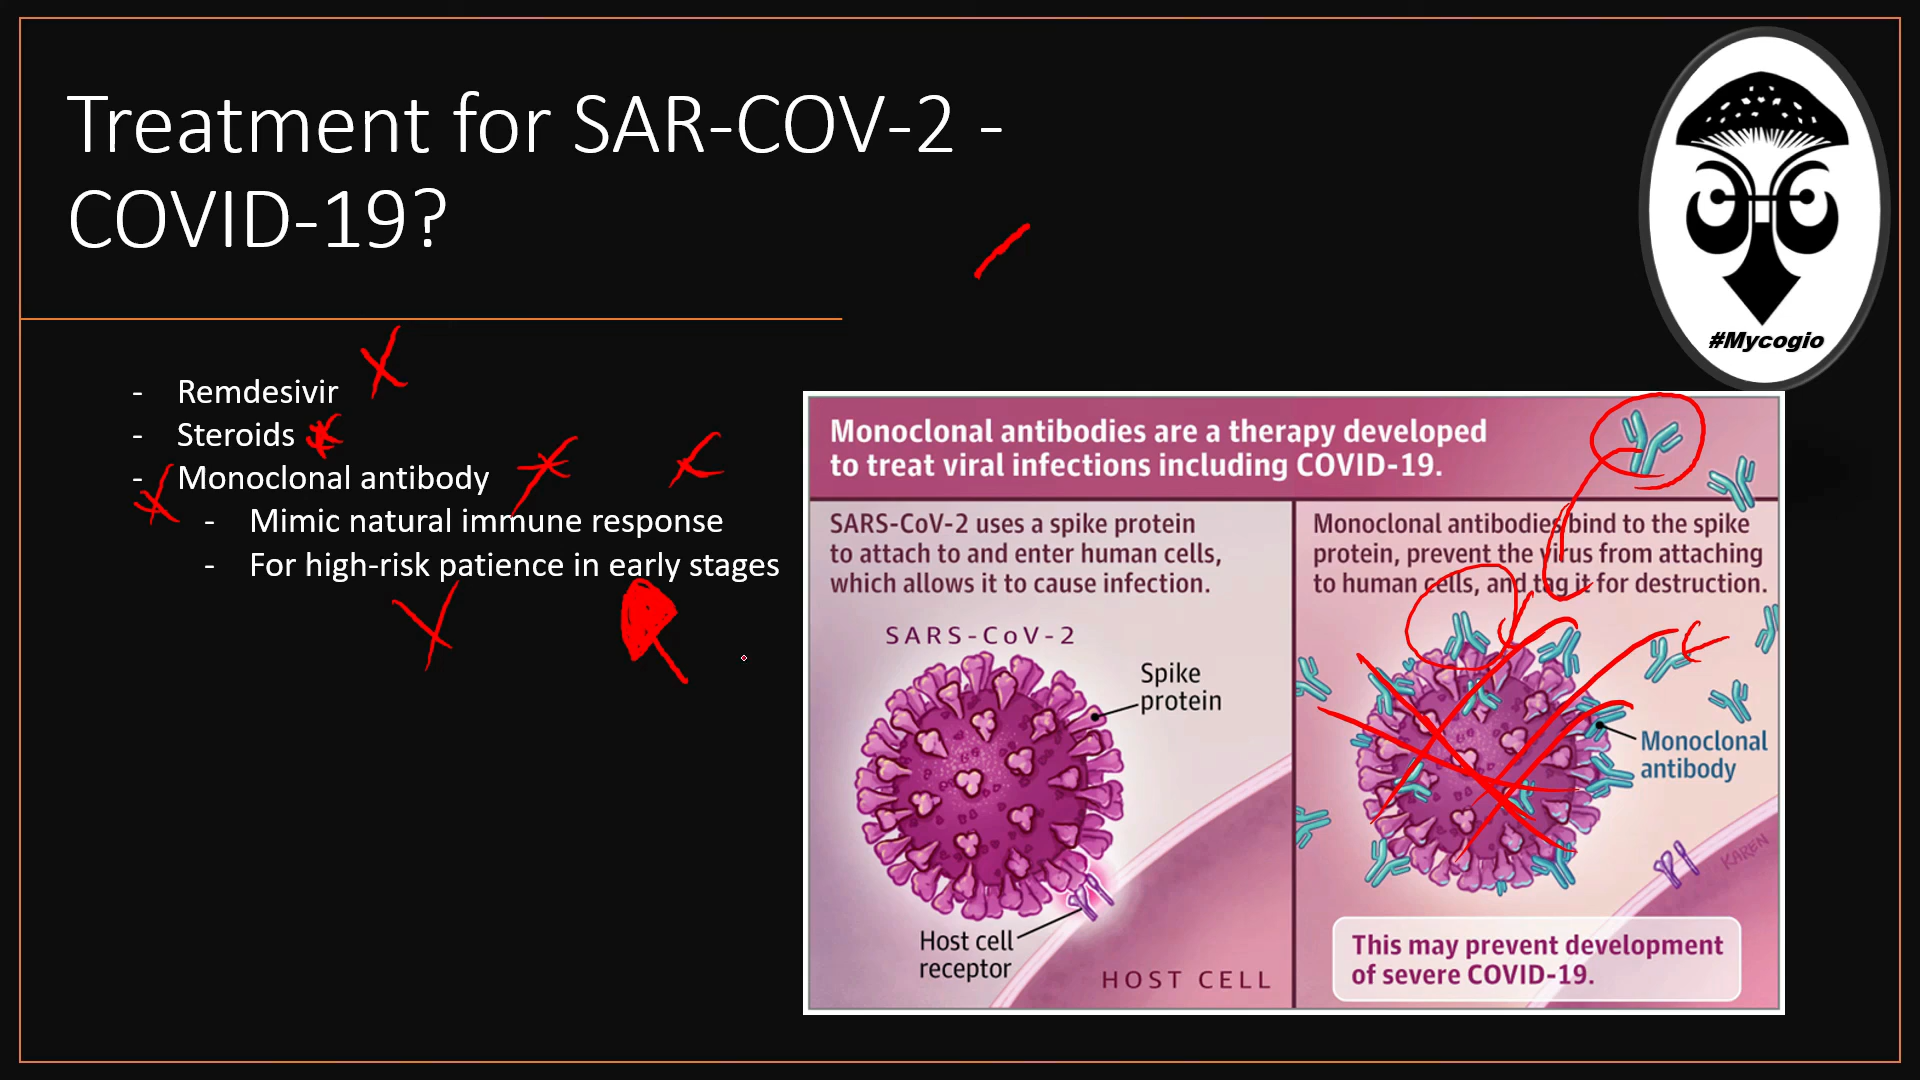 Treatment for SAR-COV-2 -
COVID-19?
#Mycogio
- Remdesivir
- Steroids
- Monoclonal antibody
- Mimic natural immune response
- For high-risk patience in early stages
Monoclonal antibodies are a therapy developed
to treat viral infections including COVID-19.
SARS-CoV-2 uses a spike protein
to attach to and enter human cells,
which allows it to cause infection.
SARS-CoV-2
Spike
protein
Host cell
receptor
HOST CELL
Monoclonal antibodies bind to the spike
protein, prevent the virus from attaching
to human cells, and tag it for destruction.
Monoclonal
antibody
KAREN
This may prevent development
of severe COVID-19.